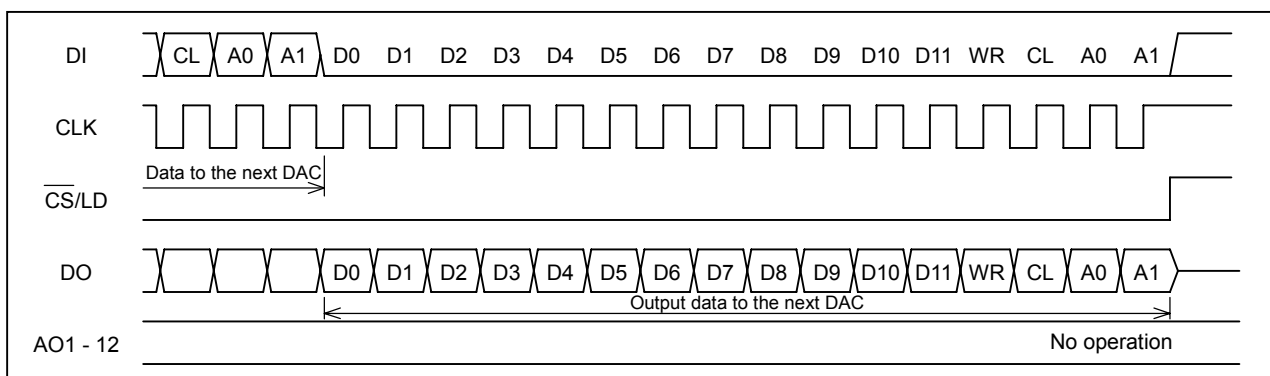 DI CL A0 A1 D0 D1 D2 D3 D4 D5 D6 D7 D8 D9 D10 D11 WR CL A0 A1
CLK
Data to the next DAC
CS/LD
DO D0 D1 D2 D3 D4 D5 D6 D7 D8 D9 D10 D11 WR CL A0 A1
Output data to the next DAC
AO1 - 12 No operation